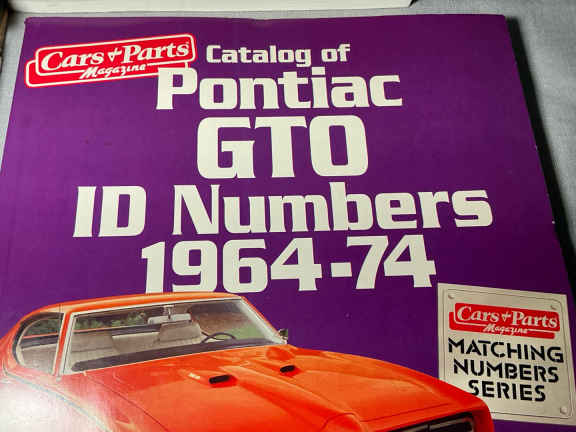 Cars & Parts
Magazine
Catalog of
Pontiac
GTO
ID Numbers
1964-74
Cars & Parts
Magazine
MATCHING
NUMBERS
SERIES